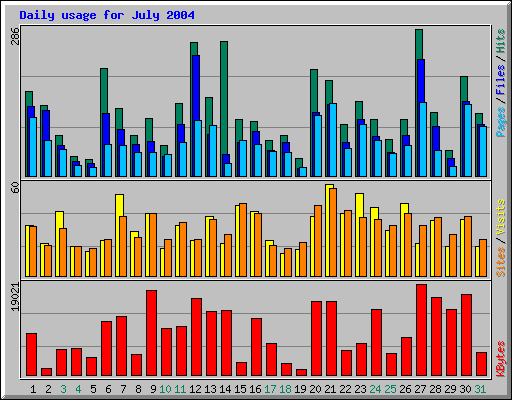 Daily usage for July 2004
286
Pages / Files / Hits
60
Sites / Visits
19021
KBytes
1 2 3 4 5 6 7 8 9 10 11 12 13 14 15 16 17 18 19 20 21 22 23 24 25 26 27 28 29 30 31